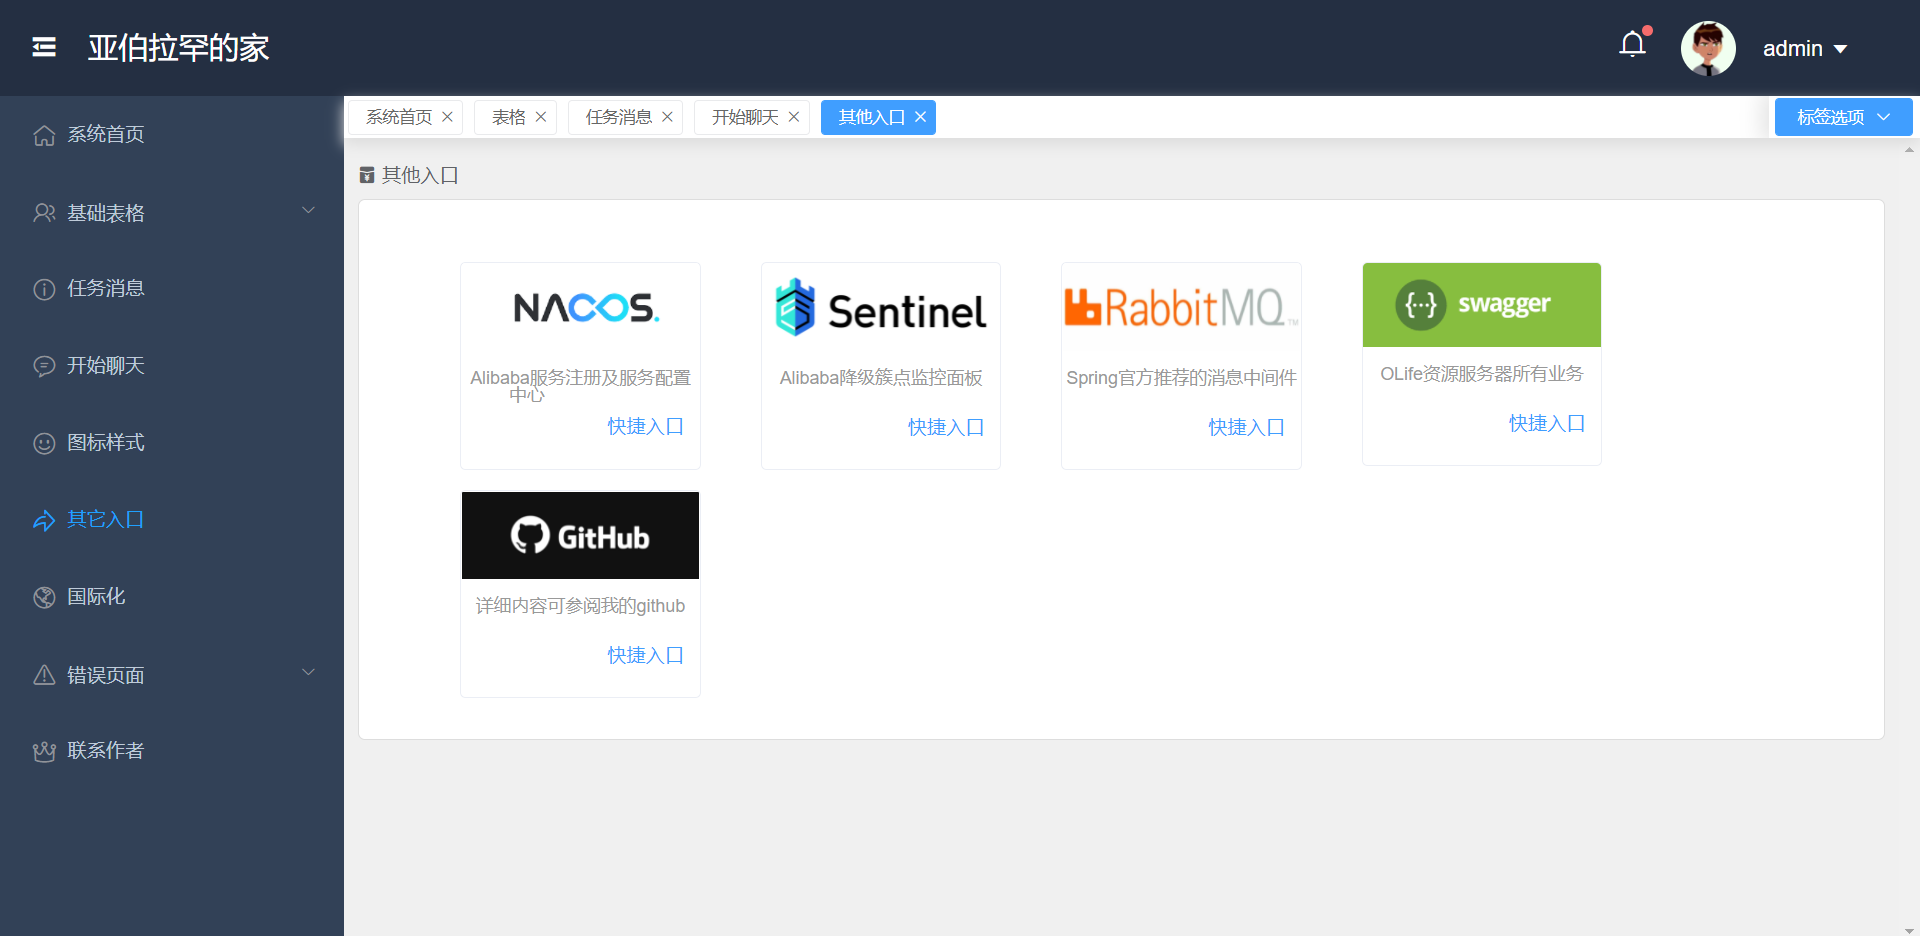 亚伯拉罕的家
admin
系统首页
基础表格
任务消息
开始聊天
图标样式
其它入口
国际化
错误页面
联系作者
系统首页
表格
任务消息
开始聊天
其他入口
标签选项
其他入口
NACOS.
Alibaba服务注册及服务配置
中心
快捷入口
Sentinel
Alibaba降级簇点监控面板
快捷入口
RabbitMQ TM
Spring官方推荐的消息中间件
快捷入口
{···} swagger
OLife资源服务器所有业务
快捷入口
GitHub
详细内容可参阅我的github
快捷入口